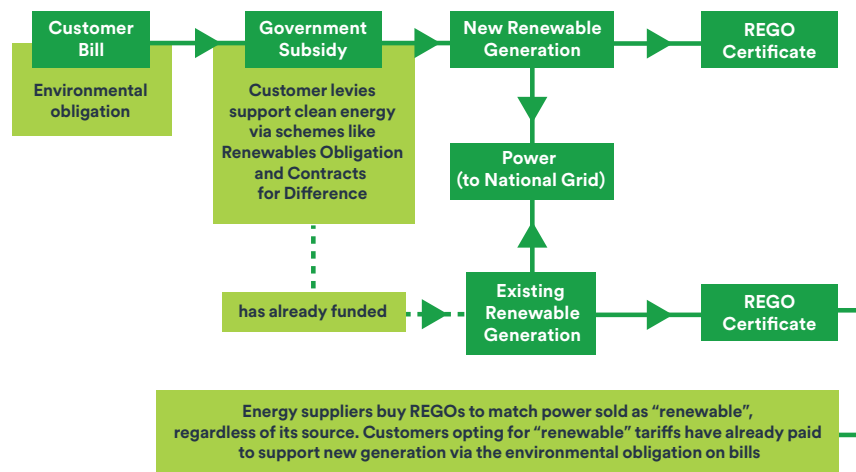 Customer
Bill
Environmental
obligation
Government
Subsidy
Customer levies
support clean energy
via schemes like
Renewables Obligation
and Contracts
for Difference
New Renewable
Generation
REGO
Certificate
Power
(to National Grid)
has already funded
Existing
Renewable
Generation
REGO
Certificate
Energy suppliers buy REGOs to match power sold as “renewable”,
regardless of its source. Customers opting for “renewable” tariffs have already paid
to support new generation via the environmental obligation on bills